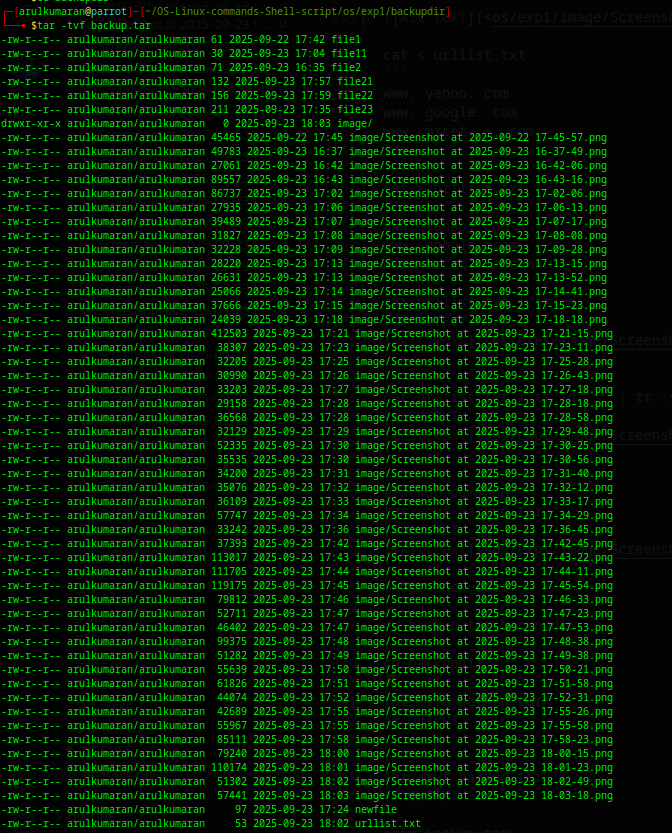 ┌─[arulkumaran@parrot]─[~/OS-Linux-commands-Shell-script/os/exp1/backupdir]
└──╼ $tar -tvf backup.tar
-rw-r--r-- arulkumaran/arulkumaran 61 2025-09-22 17:42 file1
-rw-r--r-- arulkumaran/arulkumaran 30 2025-09-23 17:04 file11
-rw-r--r-- arulkumaran/arulkumaran 71 2025-09-23 16:35 file2
-rw-r--r-- arulkumaran/arulkumaran 132 2025-09-23 17:57 file21
-rw-r--r-- arulkumaran/arulkumaran 156 2025-09-23 17:59 file22
-rw-r--r-- arulkumaran/arulkumaran 211 2025-09-23 17:35 file23
drwxr-xr-x arulkumaran/arulkumaran   0 2025-09-23 18:03 image/
-rw-r--r-- arulkumaran/arulkumaran 45465 2025-09-22 17:45 image/Screenshot at 2025-09-22 17-45-57.png
-rw-r--r-- arulkumaran/arulkumaran 49783 2025-09-23 16:37 image/Screenshot at 2025-09-23 16-37-49.png
-rw-r--r-- arulkumaran/arulkumaran 27061 2025-09-23 16:42 image/Screenshot at 2025-09-23 16-42-06.png
-rw-r--r-- arulkumaran/arulkumaran 89557 2025-09-23 16:43 image/Screenshot at 2025-09-23 16-43-16.png
-rw-r--r-- arulkumaran/arulkumaran 86737 2025-09-23 17:02 image/Screenshot at 2025-09-23 17-02-06.png
-rw-r--r-- arulkumaran/arulkumaran 27935 2025-09-23 17:06 image/Screenshot at 2025-09-23 17-06-13.png
-rw-r--r-- arulkumaran/arulkumaran 39489 2025-09-23 17:07 image/Screenshot at 2025-09-23 17-07-17.png
-rw-r--r-- arulkumaran/arulkumaran 31827 2025-09-23 17:08 image/Screenshot at 2025-09-23 17-08-08.png
-rw-r--r-- arulkumaran/arulkumaran 32228 2025-09-23 17:09 image/Screenshot at 2025-09-23 17-09-28.png
-rw-r--r-- arulkumaran/arulkumaran 28220 2025-09-23 17:13 image/Screenshot at 2025-09-23 17-13-15.png
-rw-r--r-- arulkumaran/arulkumaran 26631 2025-09-23 17:13 image/Screenshot at 2025-09-23 17-13-52.png
-rw-r--r-- arulkumaran/arulkumaran 25066 2025-09-23 17:14 image/Screenshot at 2025-09-23 17-14-41.png
-rw-r--r-- arulkumaran/arulkumaran 37666 2025-09-23 17:15 image/Screenshot at 2025-09-23 17-15-23.png
-rw-r--r-- arulkumaran/arulkumaran 24039 2025-09-23 17:18 image/Screenshot at 2025-09-23 17-18-18.png
-rw-r--r-- arulkumaran/arulkumaran 412503 2025-09-23 17:21 image/Screenshot at 2025-09-23 17-21-15.png
-rw-r--r-- arulkumaran/arulkumaran  38307 2025-09-23 17:23 image/Screenshot at 2025-09-23 17-23-11.png
-rw-r--r-- arulkumaran/arulkumaran  32205 2025-09-23 17:25 image/Screenshot at 2025-09-23 17-25-28.png
-rw-r--r-- arulkumaran/arulkumaran  30990 2025-09-23 17:26 image/Screenshot at 2025-09-23 17-26-43.png
-rw-r--r-- arulkumaran/arulkumaran  33203 2025-09-23 17:27 image/Screenshot at 2025-09-23 17-27-18.png
-rw-r--r-- arulkumaran/arulkumaran  29158 2025-09-23 17:28 image/Screenshot at 2025-09-23 17-28-18.png
-rw-r--r-- arulkumaran/arulkumaran  36568 2025-09-23 17:28 image/Screenshot at 2025-09-23 17-28-58.png
-rw-r--r-- arulkumaran/arulkumaran  32129 2025-09-23 17:29 image/Screenshot at 2025-09-23 17-29-48.png
-rw-r--r-- arulkumaran/arulkumaran  52335 2025-09-23 17:30 image/Screenshot at 2025-09-23 17-30-25.png
-rw-r--r-- arulkumaran/arulkumaran  35535 2025-09-23 17:30 image/Screenshot at 2025-09-23 17-30-56.png
-rw-r--r-- arulkumaran/arulkumaran  34200 2025-09-23 17:31 image/Screenshot at 2025-09-23 17-31-40.png
-rw-r--r-- arulkumaran/arulkumaran  35076 2025-09-23 17:32 image/Screenshot at 2025-09-23 17-32-12.png
-rw-r--r-- arulkumaran/arulkumaran  36109 2025-09-23 17:33 image/Screenshot at 2025-09-23 17-33-17.png
-rw-r--r-- arulkumaran/arulkumaran  57747 2025-09-23 17:34 image/Screenshot at 2025-09-23 17-34-29.png
-rw-r--r-- arulkumaran/arulkumaran  33242 2025-09-23 17:36 image/Screenshot at 2025-09-23 17-36-45.png
-rw-r--r-- arulkumaran/arulkumaran  37393 2025-09-23 17:42 image/Screenshot at 2025-09-23 17-42-45.png
-rw-r--r-- arulkumaran/arulkumaran 113017 2025-09-23 17:43 image/Screenshot at 2025-09-23 17-43-22.png
-rw-r--r-- arulkumaran/arulkumaran 111705 2025-09-23 17:44 image/Screenshot at 2025-09-23 17-44-11.png
-rw-r--r-- arulkumaran/arulkumaran 119175 2025-09-23 17:45 image/Screenshot at 2025-09-23 17-45-54.png
-rw-r--r-- arulkumaran/arulkumaran  79812 2025-09-23 17:46 image/Screenshot at 2025-09-23 17-46-33.png
-rw-r--r-- arulkumaran/arulkumaran  52711 2025-09-23 17:47 image/Screenshot at 2025-09-23 17-47-23.png
-rw-r--r-- arulkumaran/arulkumaran  46402 2025-09-23 17:47 image/Screenshot at 2025-09-23 17-47-53.png
-rw-r--r-- arulkumaran/arulkumaran  99375 2025-09-23 17:48 image/Screenshot at 2025-09-23 17-48-38.png
-rw-r--r-- arulkumaran/arulkumaran  51282 2025-09-23 17:49 image/Screenshot at 2025-09-23 17-49-38.png
-rw-r--r-- arulkumaran/arulkumaran  55639 2025-09-23 17:50 image/Screenshot at 2025-09-23 17-50-21.png
-rw-r--r-- arulkumaran/arulkumaran  61826 2025-09-23 17:51 image/Screenshot at 2025-09-23 17-51-58.png
-rw-r--r-- arulkumaran/arulkumaran  44074 2025-09-23 17:52 image/Screenshot at 2025-09-23 17-52-31.png
-rw-r--r-- arulkumaran/arulkumaran  42689 2025-09-23 17:55 image/Screenshot at 2025-09-23 17-55-26.png
-rw-r--r-- arulkumaran/arulkumaran  55967 2025-09-23 17:55 image/Screenshot at 2025-09-23 17-55-58.png
-rw-r--r-- arulkumaran/arulkumaran  85111 2025-09-23 17:58 image/Screenshot at 2025-09-23 17-58-23.png
-rw-r--r-- arulkumaran/arulkumaran  79240 2025-09-23 18:00 image/Screenshot at 2025-09-23 18-00-15.png
-rw-r--r-- arulkumaran/arulkumaran 110174 2025-09-23 18:01 image/Screenshot at 2025-09-23 18-01-23.png
-rw-r--r-- arulkumaran/arulkumaran  51302 2025-09-23 18:02 image/Screenshot at 2025-09-23 18-02-49.png
-rw-r--r-- arulkumaran/arulkumaran  57441 2025-09-23 18:03 image/Screenshot at 2025-09-23 18-03-18.png
-rw-r--r-- arulkumaran/arulkumaran     97 2025-09-23 17:24 newfile
-rw-r--r-- arulkumaran/arulkumaran     53 2025-09-23 18:02 urllist.txt
cat < urllist.txt
www. yahoo. com
www. google. com